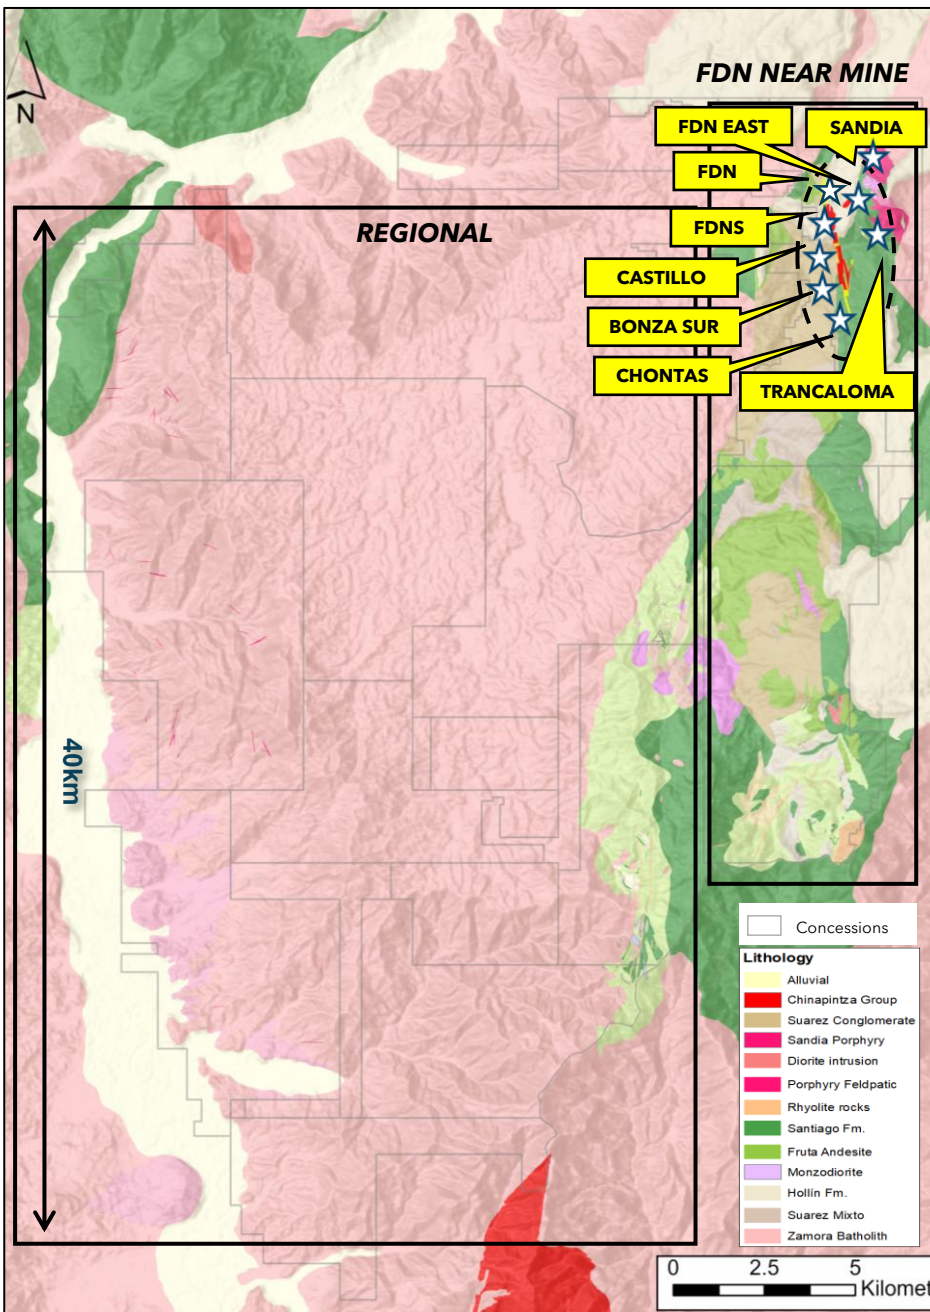 N
FDN NEAR MINE
FDN EAST
SANDIA
FDN
FDNS
REGIONAL
CASTILLO
BONZA SUR
CHONTAS
TRANCALOMA
40km
Concessions
Lithology
Alluvial
Chinapintza Group
Suarez Conglomerate
Sandia Porphyry
Diorite intrusion
Porphyry Feldpatic
Rhyolite rocks
Santiago Fm.
Fruta Andesite
Monzodiorite
Hollín Fm.
Suarez Mixto
Zamora Batholith
0 2.5 5
Kilomet